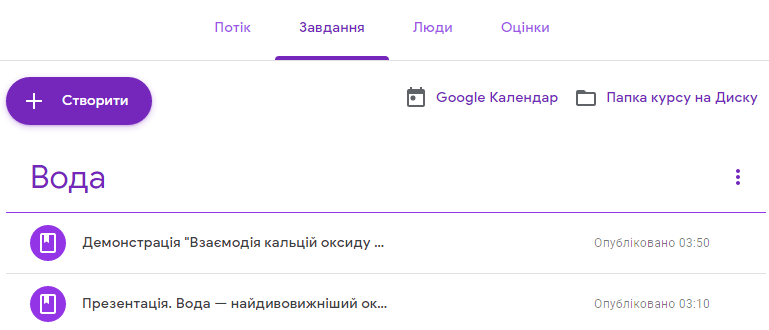 Потік Завдання Люди Оцінки
Створити Google Календар Папка курсу на Диску
Вода
Демонстрація "Взаємодія кальцій оксиду ... Опубліковано 03:50
Презентація. Вода — найдивовижніший ок... Опубліковано 03:10